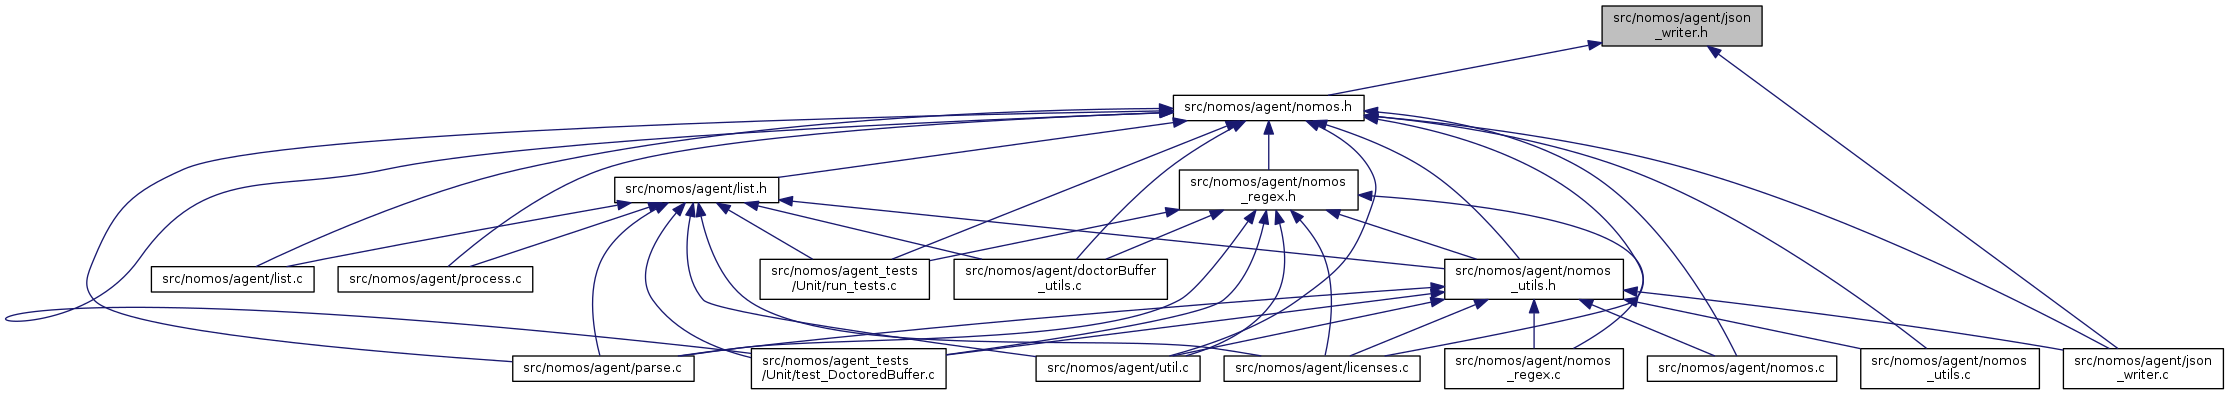 src/nomos/agent/json
_writer.h
src/nomos/agent/nomos.h
src/nomos/agent/list.h
src/nomos/agent/nomos
_regex.h
src/nomos/agent/list.c
src/nomos/agent/process.c
src/nomos/agent_tests
/Unit/run_tests.c
src/nomos/agent/doctorBuffer
_utils.c
src/nomos/agent/nomos
_utils.h
src/nomos/agent/parse.c
src/nomos/agent_tests
/Unit/test_DoctoredBuffer.c
src/nomos/agent/util.c
src/nomos/agent/licenses.c
src/nomos/agent/nomos
_regex.c
src/nomos/agent/nomos.c
src/nomos/agent/nomos
_utils.c
src/nomos/agent/json
_writer.c